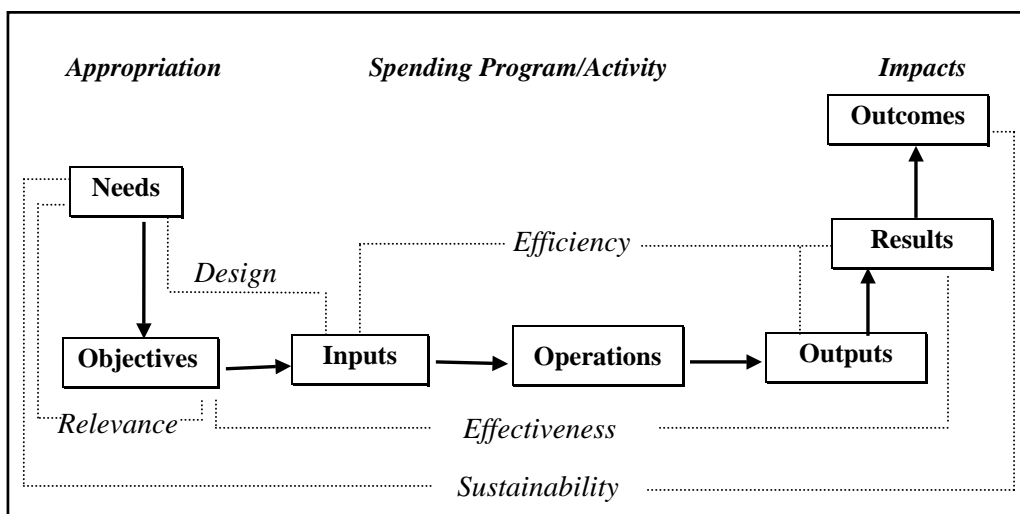 Appropriation Spending Program/Activity Impacts
Outcomes
Needs
Efficiency Results
Design
Objectives Inputs Operations Outputs
Relevance Effectiveness
Sustainability